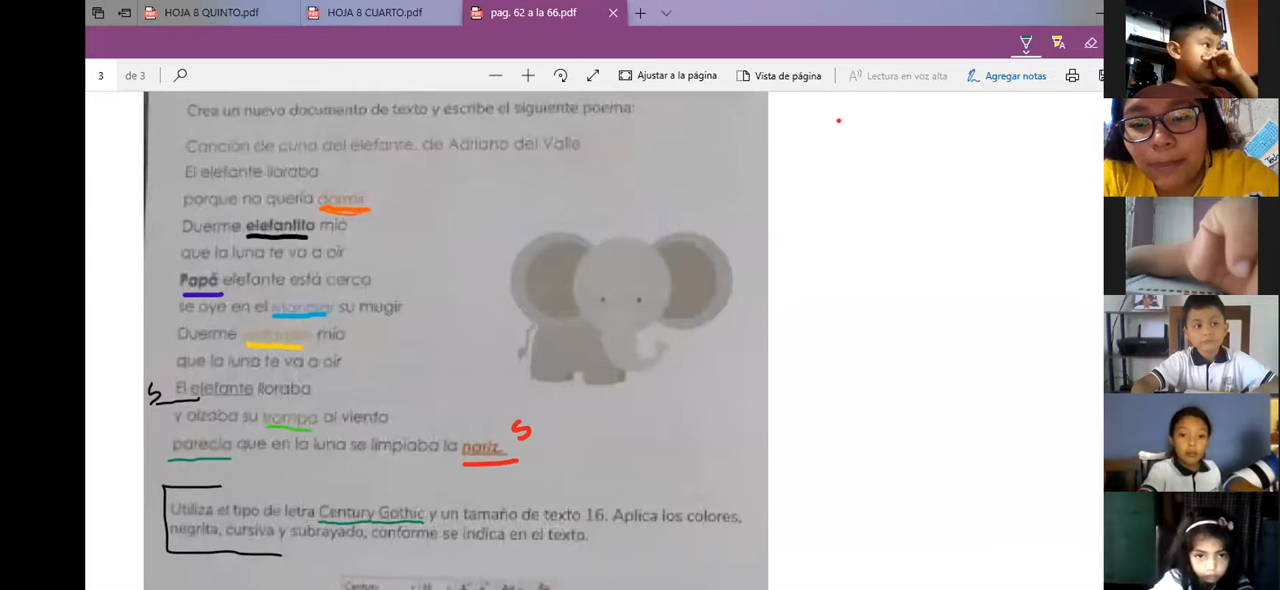 HOJA 8 QUINTO.pdf
HOJA 8 CUARTO.pdf
pag. 62 a la 66.pdf
3 de 3
Ajustar a la página
Vista de página
Lectura en voz alta
Agregar notas
Crea un nuevo documento de texto y escribe el siguiente poema:
Canción de cuna del elefante, de Adriano del Valle
El elefante lloraba
porque no quería dormir
Duerme elefantito mío
que la luna te va a oír
Papá elefante está cerca
se oye en el manglar su mugir
Duerme mío
que la luna te va a oír
S El elefante lloraba
y alzaba su trompa al viento
parecía que en la luna se limpiaba la nariz. S
Utiliza el tipo de letra Century Gothic y un tamaño de texto 16. Aplica los colores,
negrita, cursiva y subrayado, conforme se indica en el texto.
Century